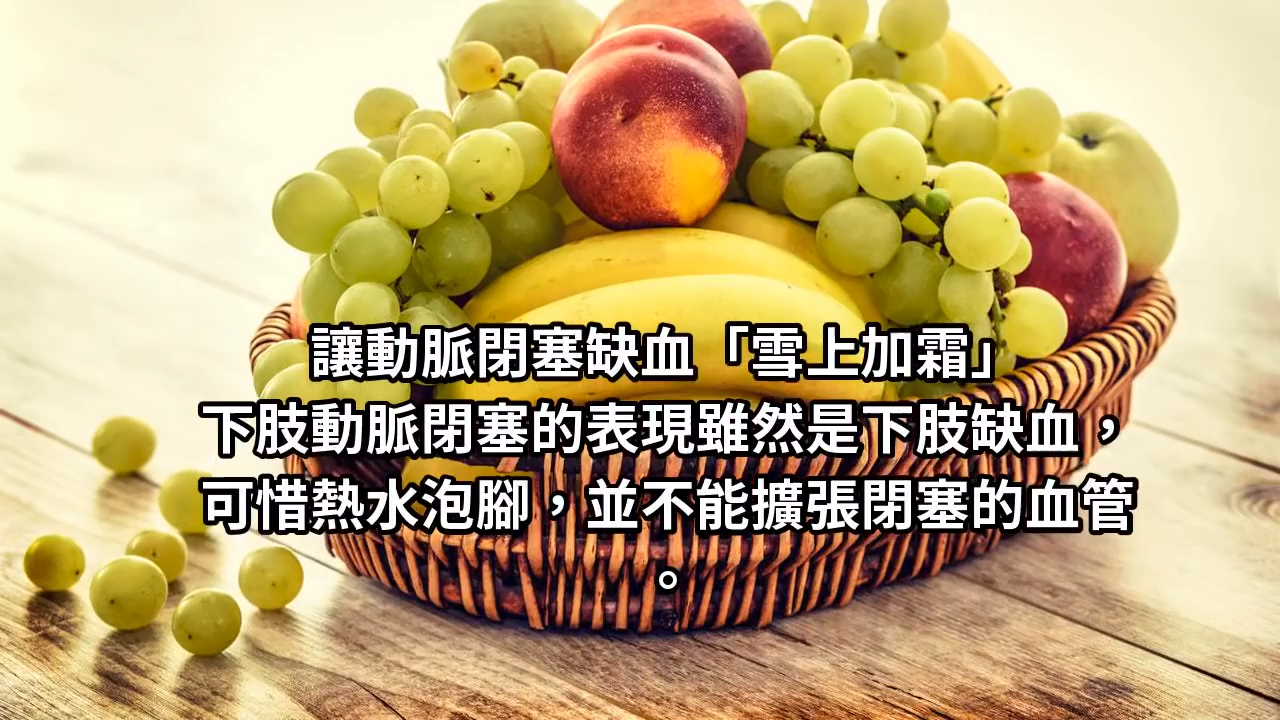 讓動脈閉塞缺血「雪上加霜」
下肢動脈閉塞的表現雖然是下肢缺血，
可惜熱水泡腳，並不能擴張閉塞的血管
。